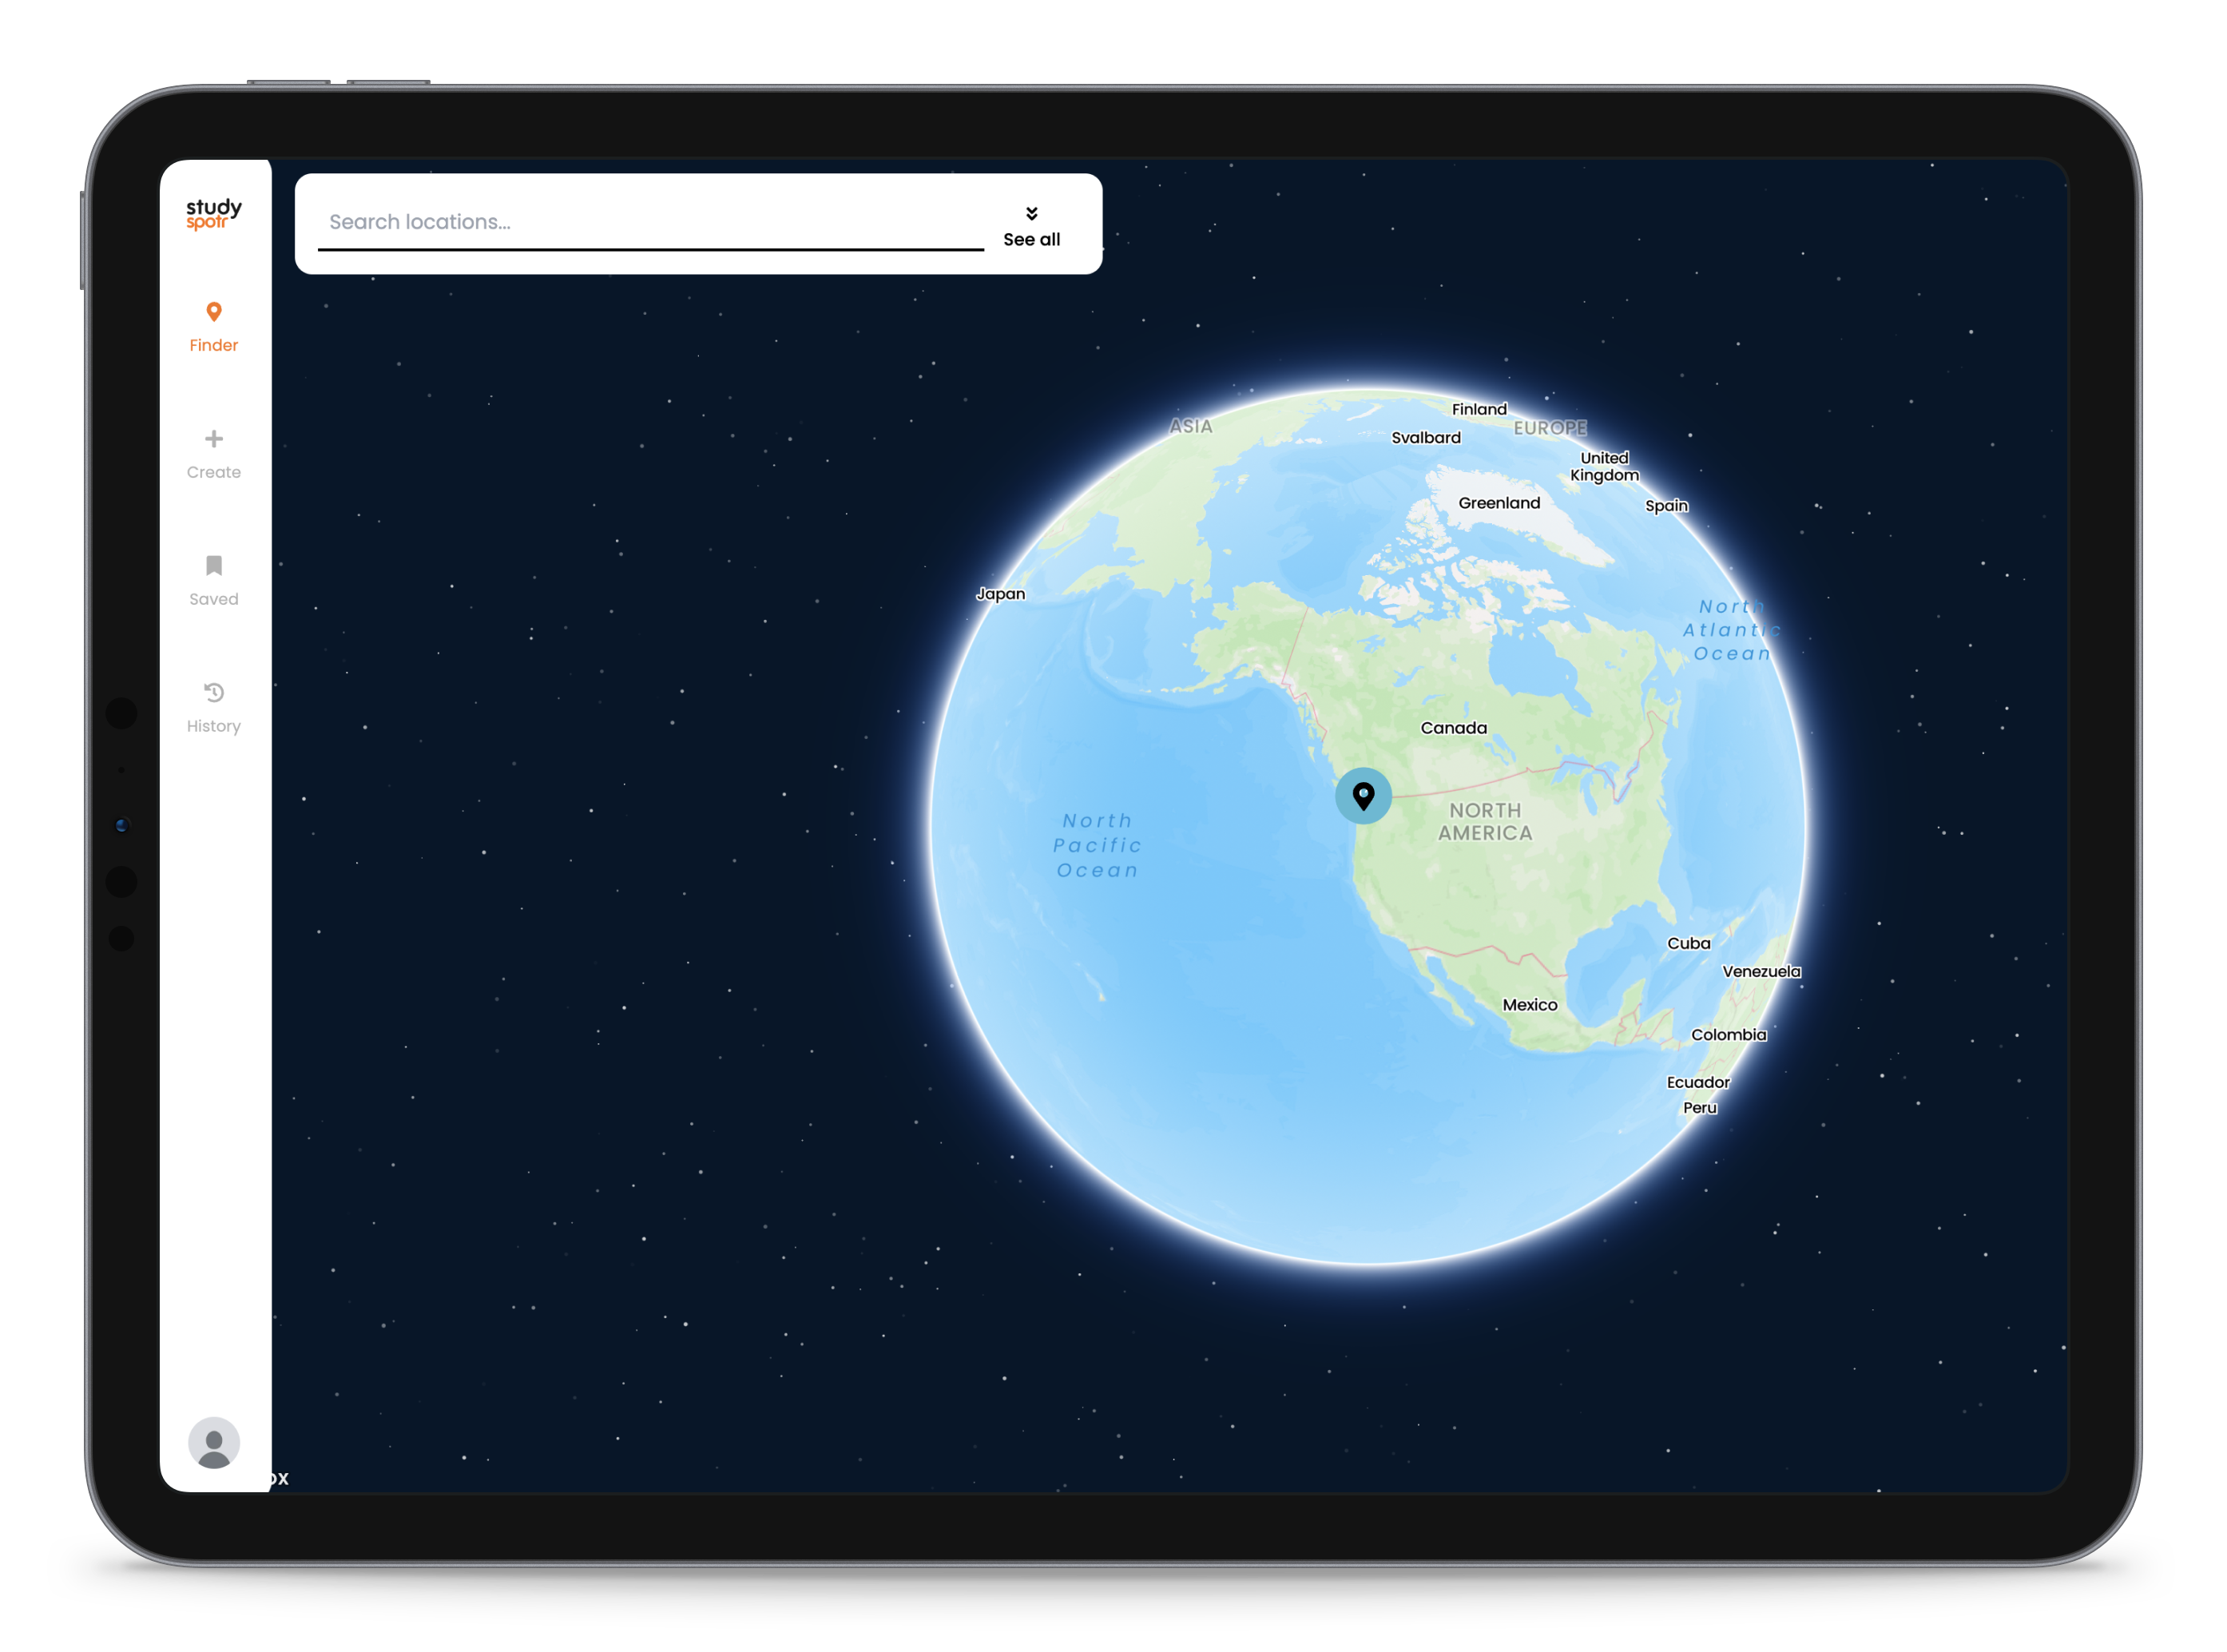 study
spotr
Finder
Create
Saved
History
Search locations...
See all
ASIA
Finland
EUROPE
Svalbard
United
Kingdom
Greenland
Spain
Japan
North
Atlantic
Ocean
Canada
NORTH
AMERICA
North
Pacific
Ocean
Cuba
Venezuela
Mexico
Colombia
Ecuador
Peru